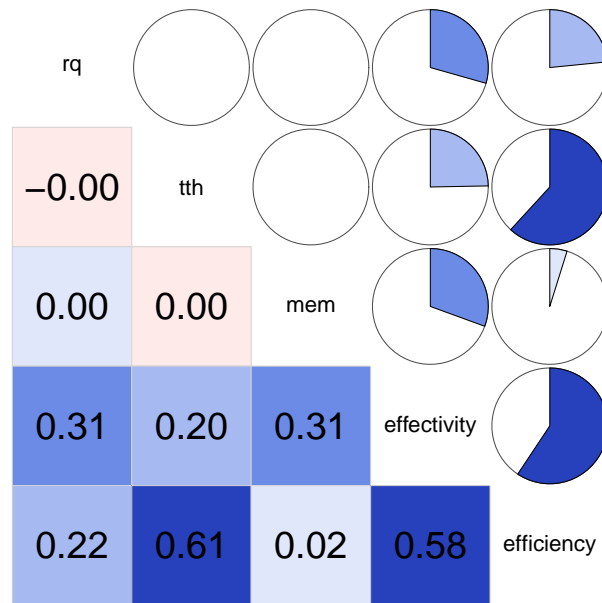 rq
−0.00 tth
0.00 0.00 mem
0.31 0.20 0.31 effectivity
0.22 0.61 0.02 0.58 efficiency